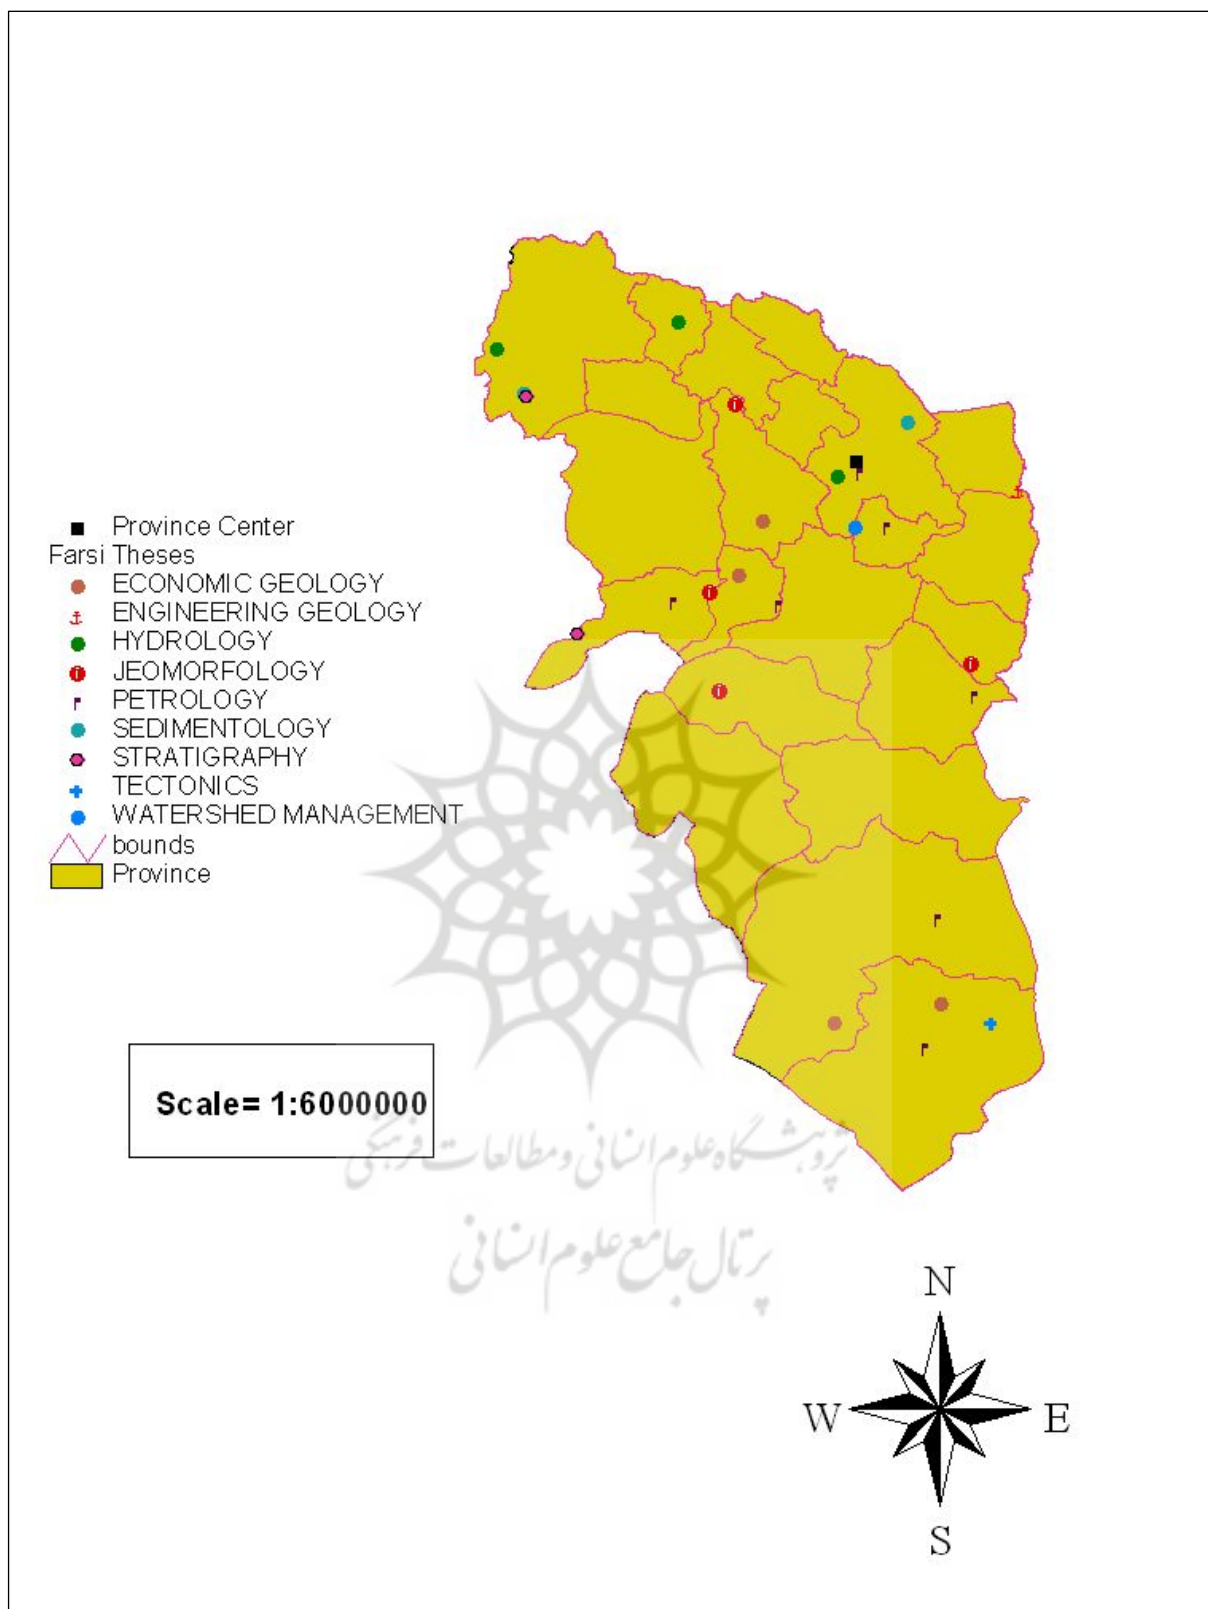 Province Center
Farsi Theses
ECONOMIC GEOLOGY
ENGINEERING GEOLOGY
HYDROLOGY
JEOMORFOLOGY
PETROLOGY
SEDIMENTOLOGY
STRATIGRAPHY
TECTONICS
WATERSHED MANAGEMENT
bounds
Province
Scale= 1:6000000
پژوهشگاه علوم انسانی و مطالعات فرهنگی
پرتال جامع علوم انسانی
N
W E
S